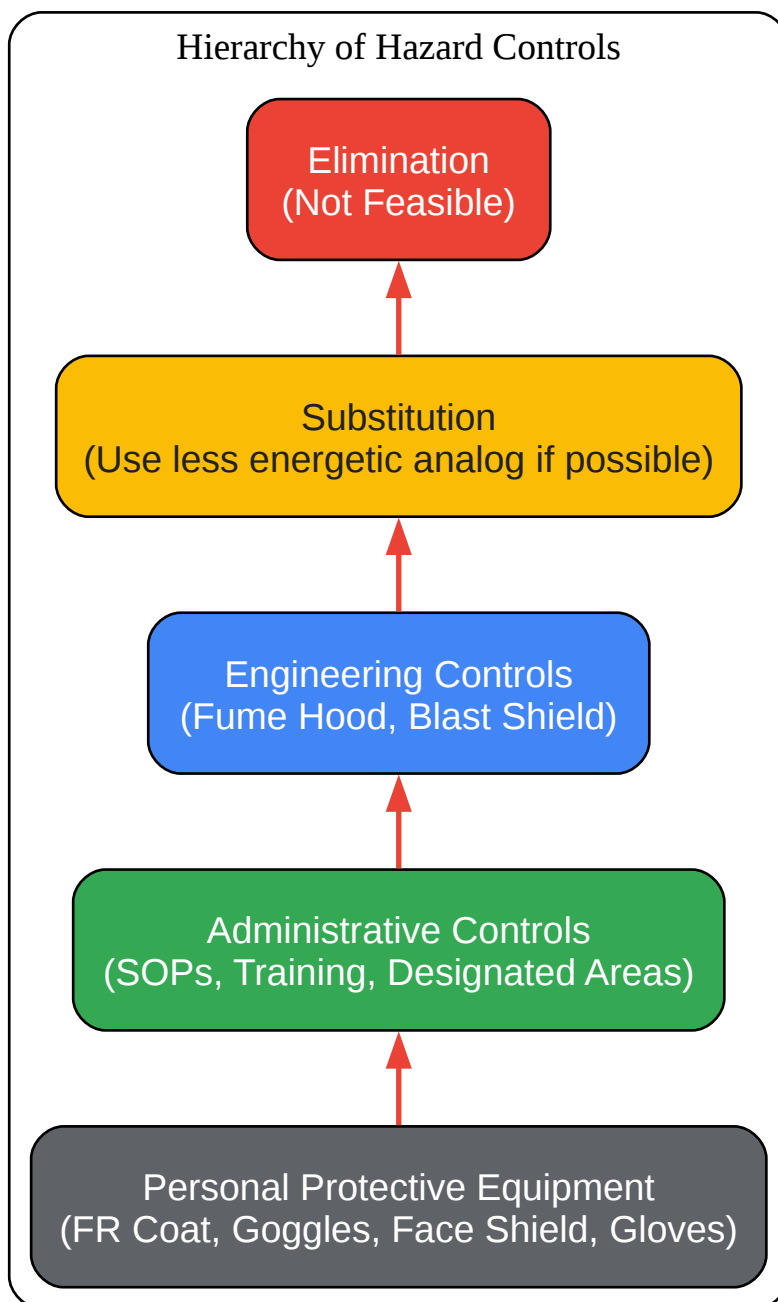 Hierarchy of Hazard Controls
Elimination
(Not Feasible)
Substitution
(Use less energetic analog if possible)
Engineering Controls
(Fume Hood, Blast Shield)
Administrative Controls
(SOPs, Training, Designated Areas)
Personal Protective Equipment
(FR Coat, Goggles, Face Shield, Gloves)